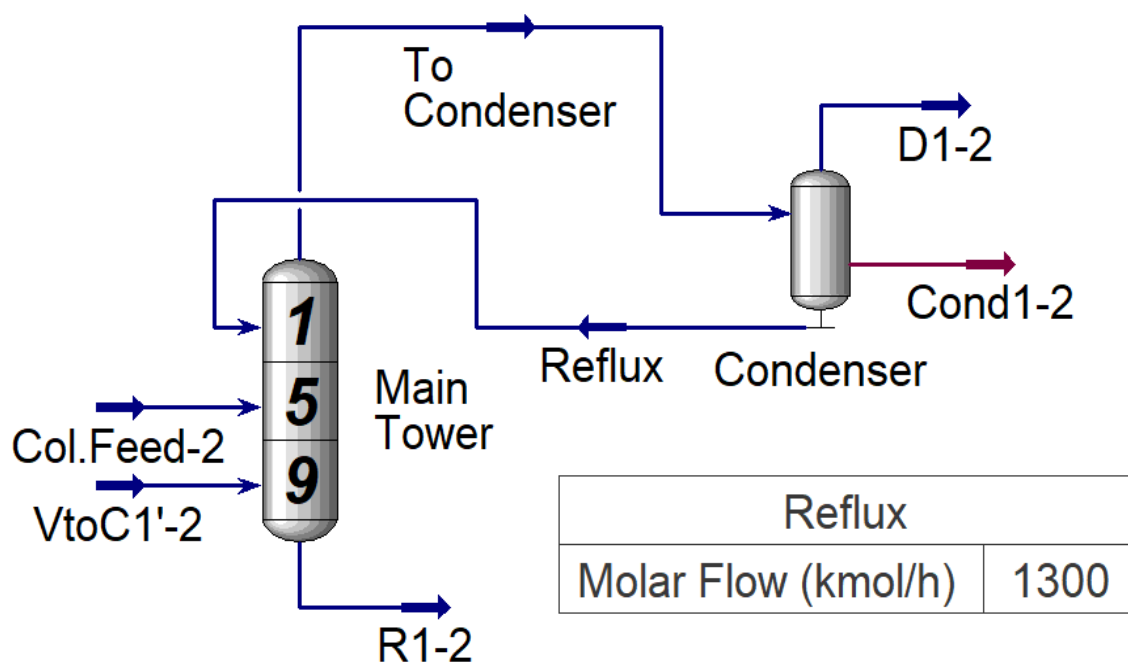 To
Condenser
D1-2
Cond1-2
Reflux
Condenser
1
5
9
Main
Tower
Col.Feed-2
VtoC1'-2
R1-2
Reflux
Molar Flow (kmol/h) 1300